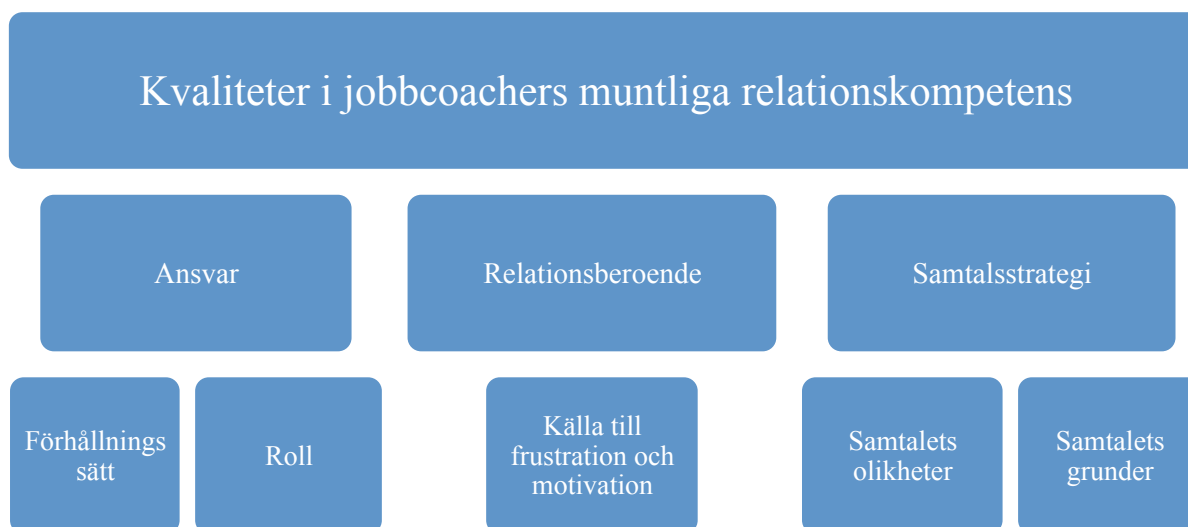 Kvaliteter i jobbcoachers muntliga relationskompetens
Ansvar
Relationsberoende
Samtalsstrategi
Förhållnings
sätt
Roll
Källa till
frustration och
motivation
Samtalets
olikheter
Samtalets
grunder